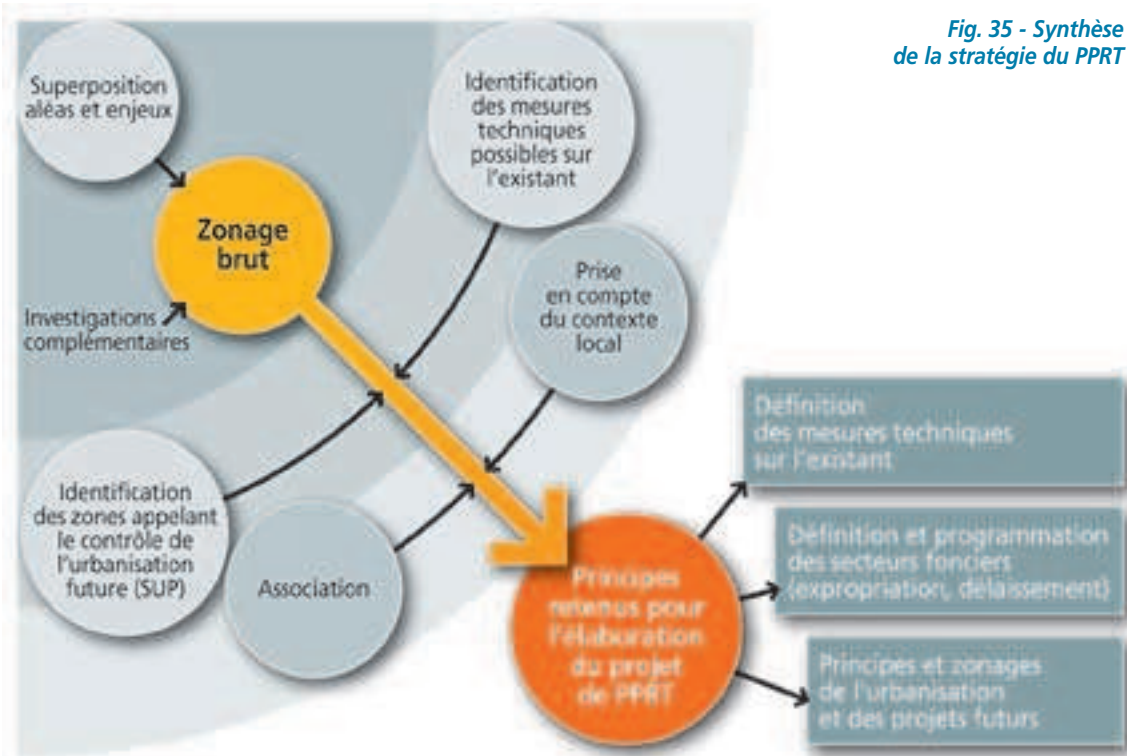 Fig. 35 - Synthèse
de la stratégie du PPRT
Superposition
aléas et enjeux
Identification
des mesures
techniques
possibles sur
l'existant
Zonage
brut
Prise
en compte
du contexte
local
Investigations
complémentaires
Identification
des zones appelant
le contrôle de
l'urbanisation
future (SUP)
Association
Principes
retenus pour
l'élaboration
du projet
de PPRT
Définition
des mesures techniques
sur l'existant
Définition et programmation
des secteurs fonciers
(expropriation, délaissement)
Principes et zonages
de l'urbanisation
et des projets futurs